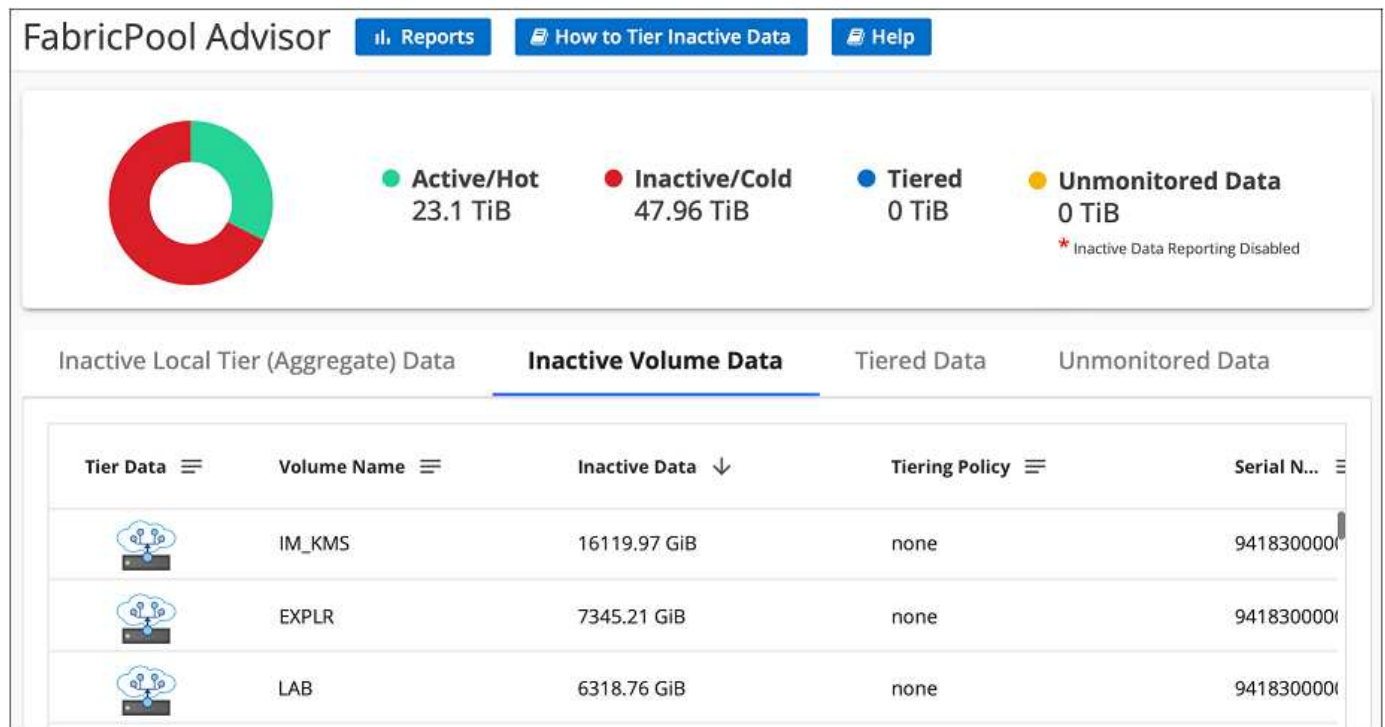 FabricPool Advisor Reports How to Tier Inactive Data Help
Active/Hot Inactive/Cold Tiered Unmonitored Data
23.1 TiB 47.96 TiB 0 TiB 0 TiB
* Inactive Data Reporting Disabled
Inactive Local Tier (Aggregate) Data Inactive Volume Data Tiered Data Unmonitored Data
Tier Data Volume Name Inactive Data Tiering Policy Serial N...
IM_KMS 16119.97 GiB none 9418300000
EXPLR 7345.21 GiB none 9418300000
LAB 6318.76 GiB none 9418300000